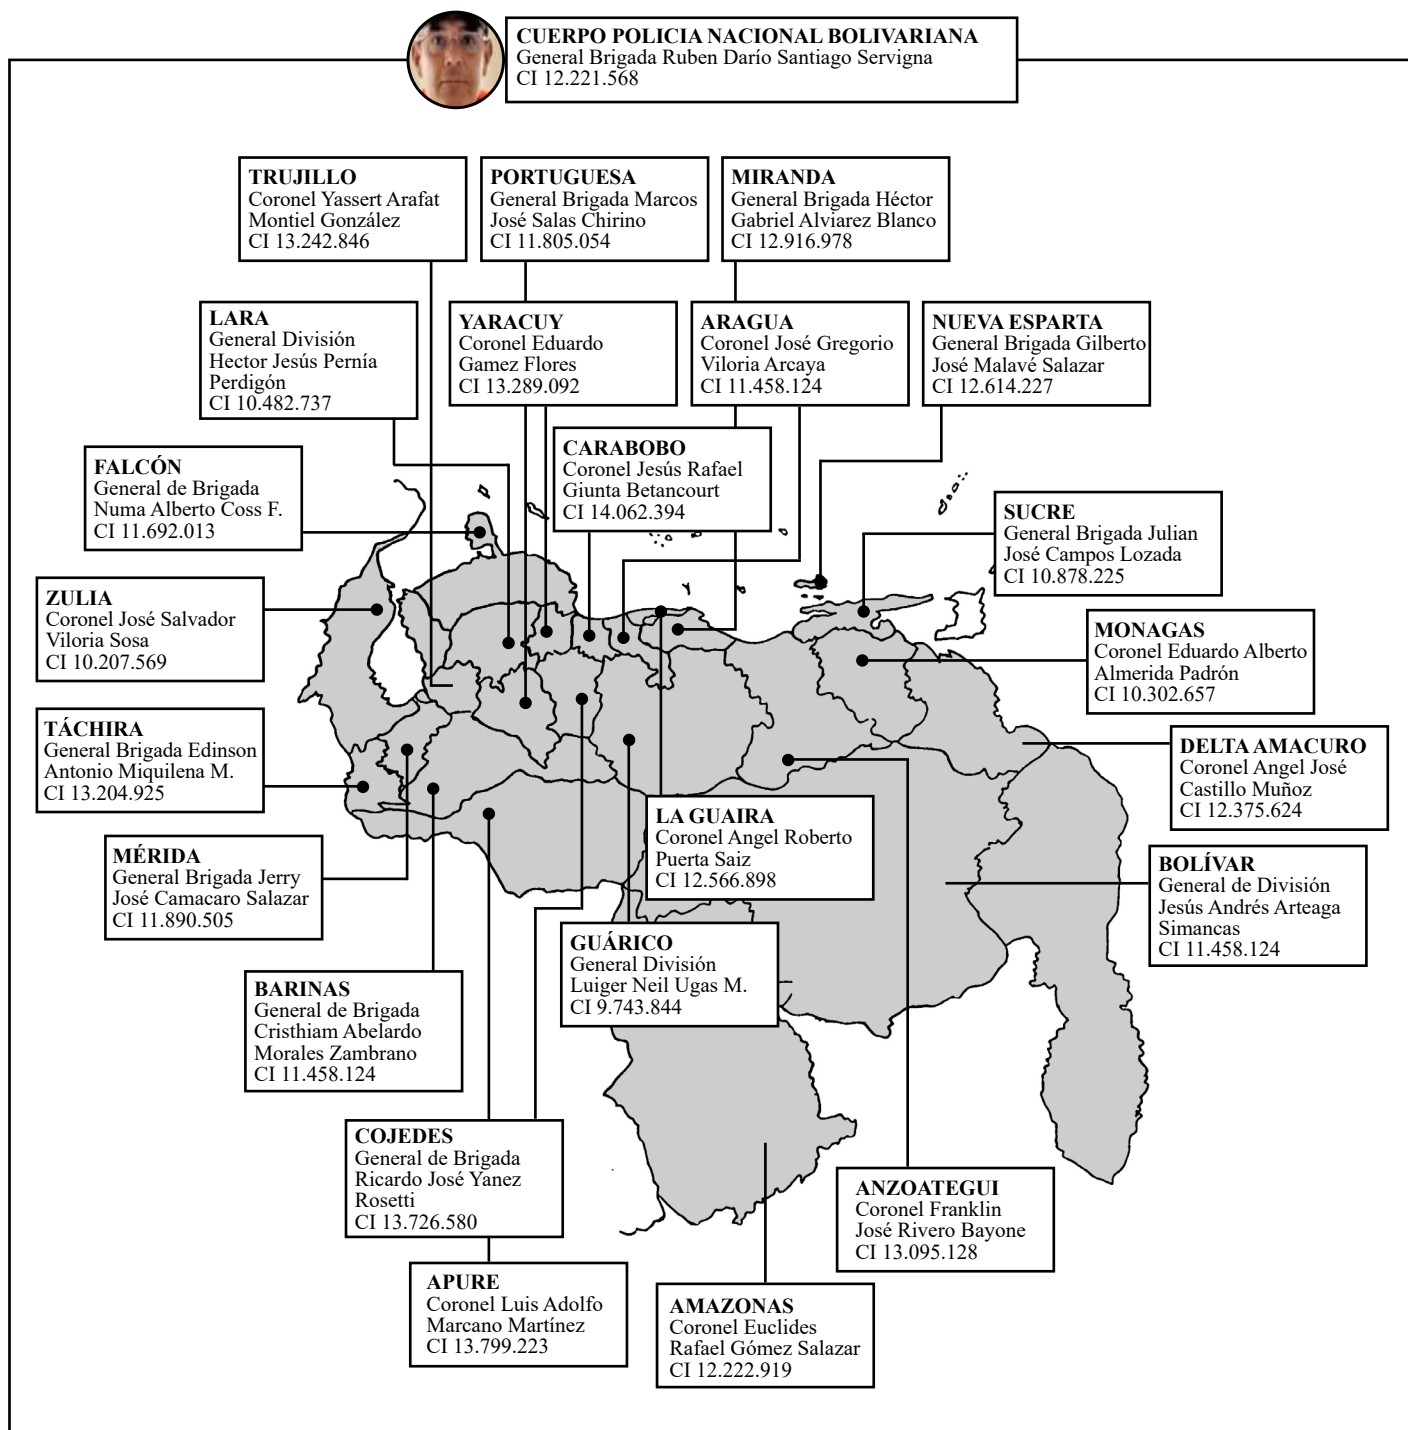 CUERPO POLICIA NACIONAL BOLIVARIANA
General Brigada Ruben Darío Santiago Servigna
CI 12.221.568
TRUJILLO
Coronel Yassert Arafat
Montiel González
CI 13.242.846
PORTUGUESA
General Brigada Marcos
José Salas Chirino
CI 11.805.054
MIRANDA
General Brigada Héctor
Gabriel Alviarez Blanco
CI 12.916.978
LARA
General División
Hector Jesús Pernía
Perdigón
CI 10.482.737
YARACUY
Coronel Eduardo
Gamez Flores
CI 13.289.092
ARAGUA
Coronel José Gregorio
Viloria Arcaya
CI 11.458.124
NUEVA ESPARTA
General Brigada Gilberto
José Malavé Salazar
CI 12.614.227
FALCÓN
General de Brigada
Numa Alberto Coss F.
CI 11.692.013
CARABOBO
Coronel Jesús Rafael
Giunta Betancourt
CI 14.062.394
SUCRE
General Brigada Julian
José Campos Lozada
CI 10.878.225
ZULIA
Coronel José Salvador
Viloria Sosa
CI 10.207.569
MONAGAS
Coronel Eduardo Alberto
Almerida Padrón
CI 10.302.657
TÁCHIRA
General Brigada Edinson
Antonio Miquilena M.
CI 13.204.925
DELTA AMACURO
Coronel Angel José
Castillo Muñoz
CI 12.375.624
LA GUAIRA
Coronel Angel Roberto
Puerta Saiz
CI 12.566.898
MÉRIDA
General Brigada Jerry
José Camacaro Salazar
CI 11.890.505
BOLÍVAR
General de División
Jesús Andrés Arteaga
Simancas
CI 11.458.124
GUÁRICO
General División
Luiger Neil Ugas M.
CI 9.743.844
BARINAS
General de Brigada
Cristhiam Abelardo
Morales Zambrano
CI 11.458.124
COJEDES
General de Brigada
Ricardo José Yanez
Rosetti
CI 13.726.580
ANZOATEGUI
Coronel Franklin
José Rivero Bayone
CI 13.095.128
APURE
Coronel Luis Adolfo
Marcano Martínez
CI 13.799.223
AMAZONAS
Coronel Euclides
Rafael Gómez Salazar
CI 12.222.919